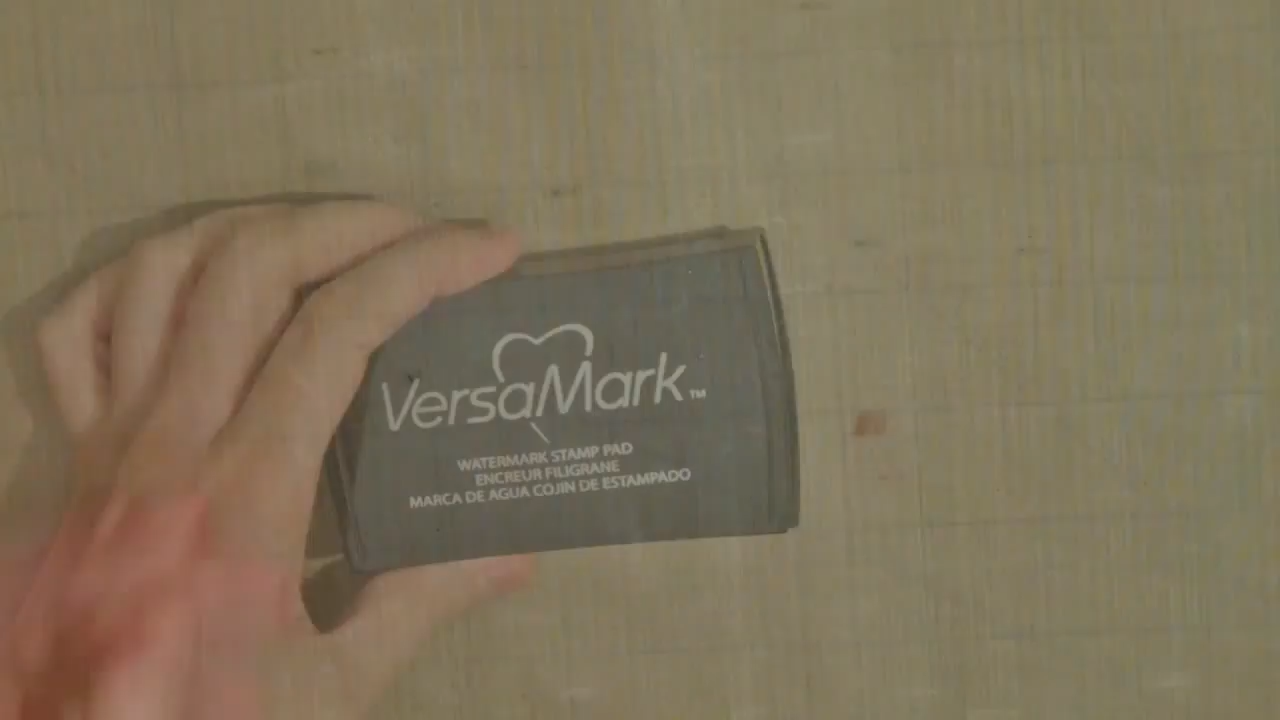 VersaMark™
WATERMARK STAMP PAD
ENCREUR FILIGRANE
MARCA DE AGUA COJIN DE ESTAMPADO